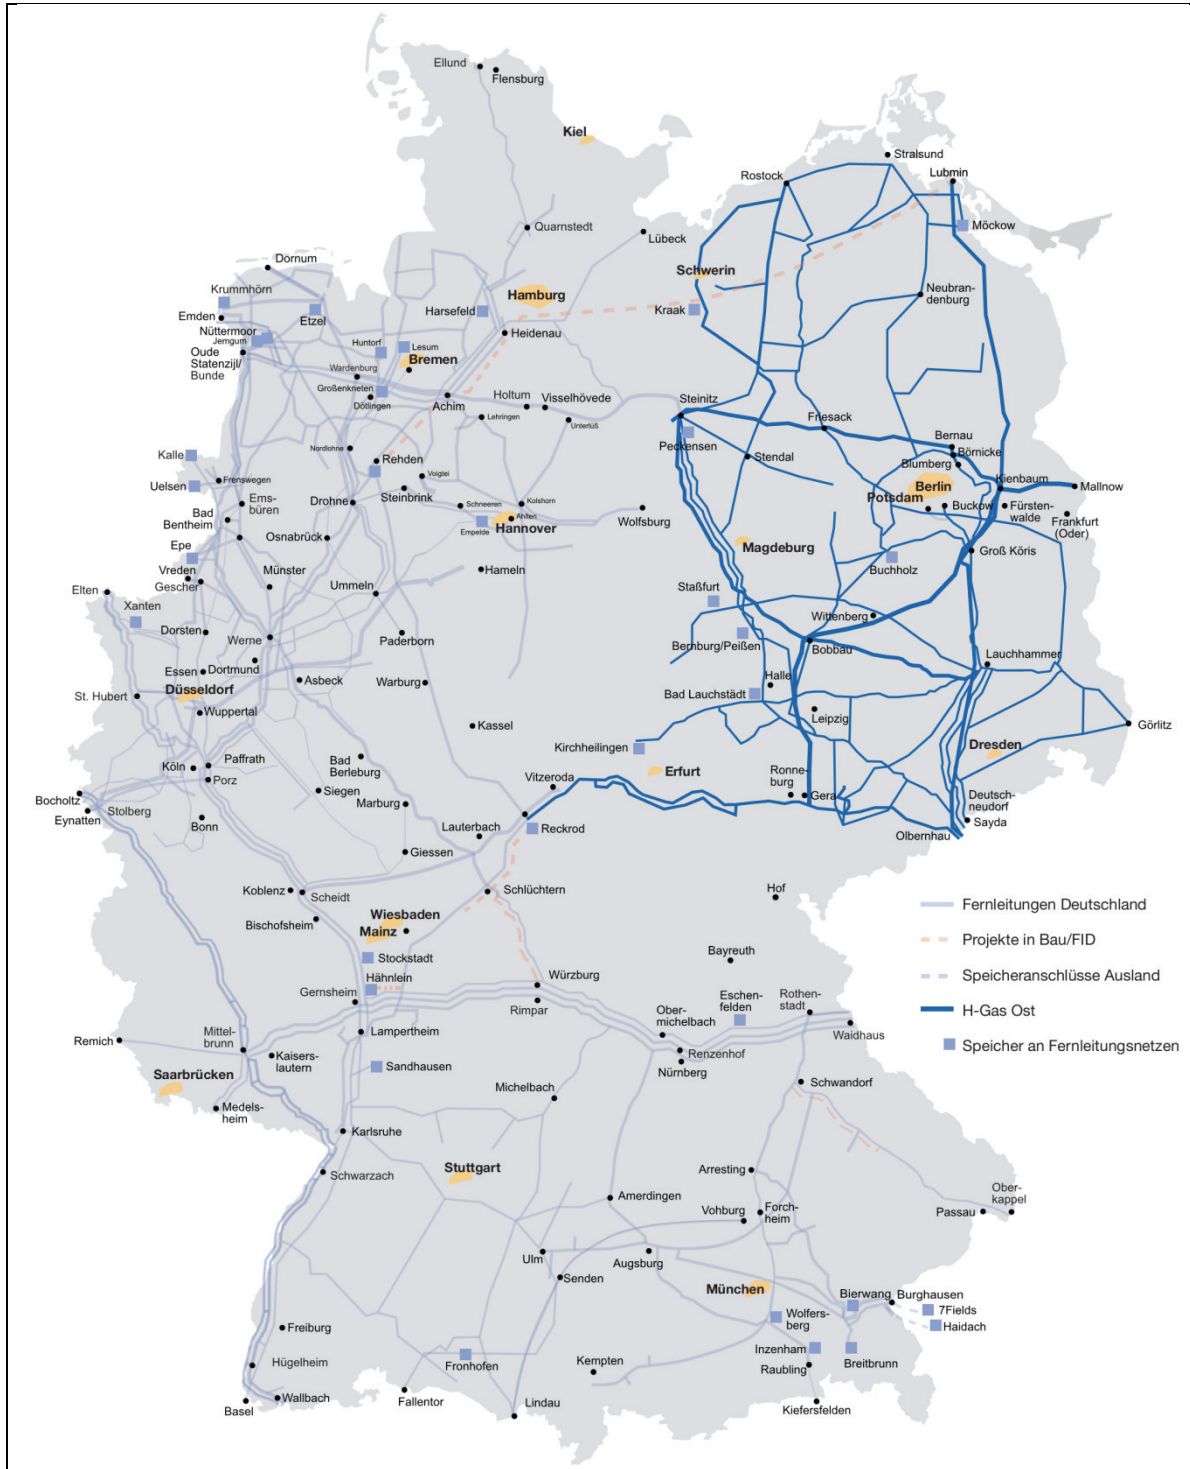 Ellund
Flensburg
Kiel
Stralsund
Rostock
Lubmin
Quarnstedt
Lübeck
Möckow
Dornum
Schwerin
Krummhörn
Hamburg
Neubran-
denburg
Emden
Etzel
Harsefeld
Kraak
Nüttermoor
Jemgum
Heidenau
Oude
Statenzijl/
Bunde
Huntorf
Lesum
Bremen
Wardenburg
Großenkneten
Dötlingen
Achim
Holtum
Visselhövede
Lehringen
Unterlüß
Steinitz
Friesack
Peckensen
Bernau
Börnicke
Blumberg
Nordlohne
Rehden
Stendal
Kalle
Voigtei
Kienbaum
Mallnow
Uelsen
Frenswegen
Steinbrink
Berlin
Potsdam
Ems-
büren
Drohne
Schneeren
Kolshorn
Buckow
Fürsten-
walde
Frankfurt
(Oder)
Bad
Bentheim
Ahlten
Hannover
Empelde
Wolfsburg
Osnabrück
Magdeburg
Groß Köris
Epe
Buchholz
Vreden
Gescher
Münster
Ummeln
Hameln
Elten
Xanten
Staßfurt
Wittenberg
Dorsten
Werne
Paderborn
Bernburg/Peißen
Bobbau
Lauchhammer
Essen
Dortmund
Asbeck
Warburg
Halle
St. Hubert
Düsseldorf
Bad Lauchstädt
Wuppertal
Leipzig
Görlitz
Kassel
Kirchheilingen
Dresden
Köln
Paffrath
Porz
Bad
Berleburg
Vitzeroda
Erfurt
Ronne-
burg
Gera
Bocholtz
Stolberg
Siegen
Marburg
Deutsch-
neudorf
Sayda
Eynatten
Bonn
Lauterbach
Reckrod
Olbernhau
Giessen
Koblenz
Scheidt
Schlüchtern
Hof
Bischofsheim
Wiesbaden
Mainz
Fernleitungen Deutschland
Projekte in Bau/FID
Speicheranschlüsse Ausland
H-Gas Ost
Speicher an Fernleitungsnetzen
Stockstadt
Bayreuth
Hähnlein
Würzburg
Gernsheim
Rimpar
Eschen-
felden
Rothen-
stadt
Ober-
michelbach
Waidhaus
Remich
Mittel-
brunn
Lampertheim
Kaisers-
lautern
Renzenhof
Nürnberg
Saarbrücken
Sandhausen
Michelbach
Schwandorf
Medels-
heim
Karlsruhe
Schwarzach
Stuttgart
Arresting
Ober-
kappel
Amerdingen
Vohburg
Forch-
heim
Passau
Ulm
Augsburg
Senden
München
Bierwang
Burghausen
7Fields
Haidach
Wolfers-
berg
Freiburg
Inzenham
Breitbrunn
Hügelheim
Fronhofen
Kempten
Raubling
Basel
Wallbach
Fallentor
Lindau
Kiefersfelden